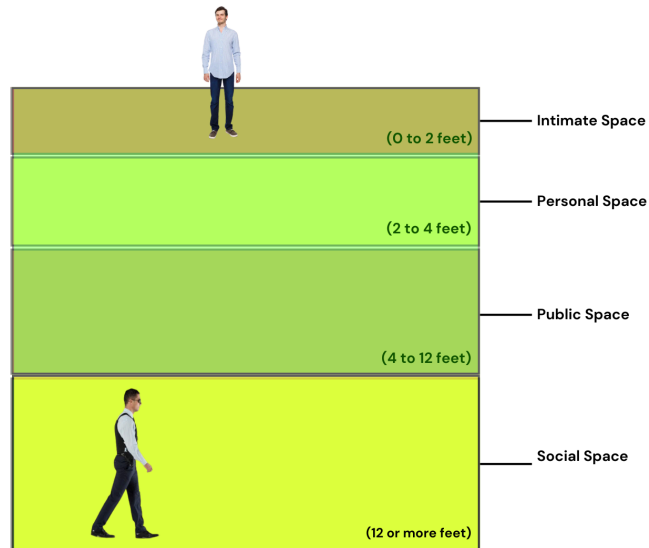 Intimate Space
(0 to 2 feet)
Personal Space
(2 to 4 feet)
Public Space
(4 to 12 feet)
Social Space
(12 or more feet)